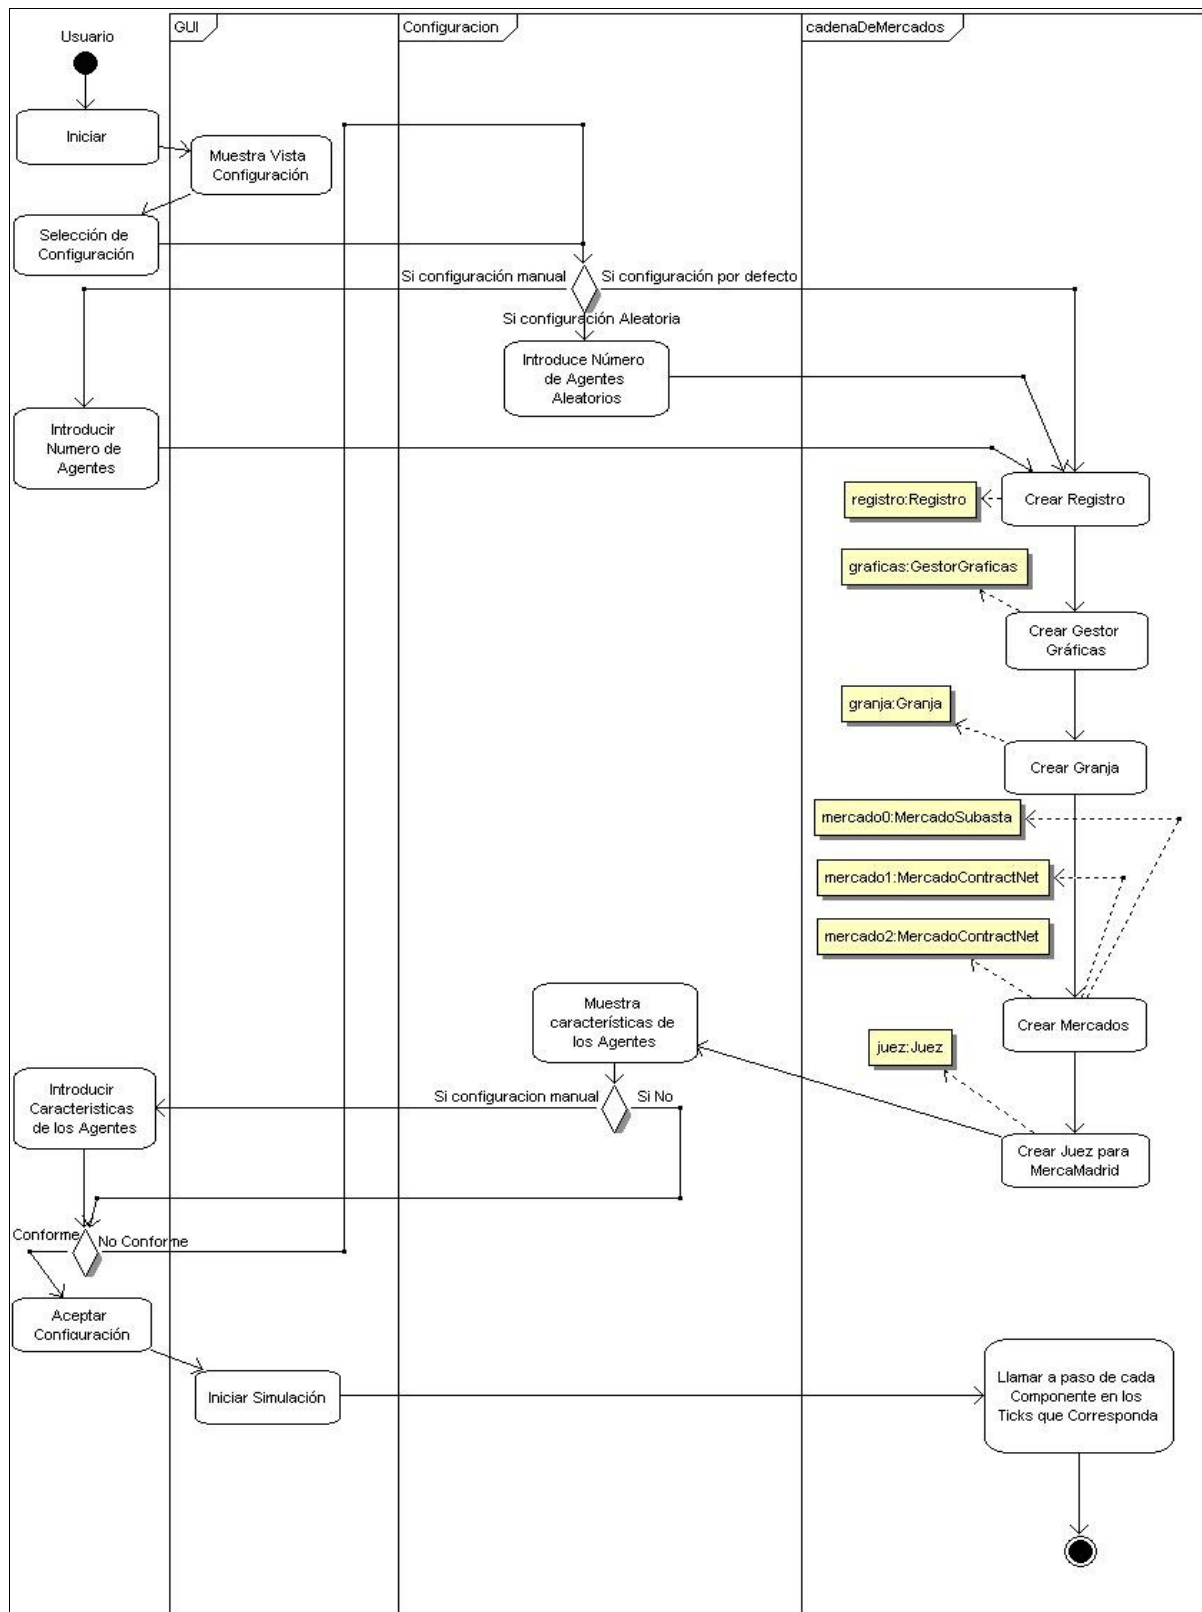 Usuario
GUI
Configuracion
cadenaDeMercados
Iniciar
Muestra Vista
Configuración
Selección de
Configuración
Si configuración manual
Si configuración por defecto
Si configuración Aleatoria
Introduce Número
de Agentes
Aleatorios
Introducir
Numero de
Agentes
registro:Registro
Crear Registro
graficas:GestorGraficas
Crear Gestor
Gráficas
granja:Granja
Crear Granja
mercado0:MercadoSubasta
mercado1:MercadoContractNet
mercado2:MercadoContractNet
Crear Mercados
Muestra
características de
los Agentes
juez:Juez
Introducir
Caracteristicas
de los Agentes
Si configuracion manual
Si No
Crear Juez para
MercaMadrid
Conforme
No Conforme
Aceptar
Configuración
Iniciar Simulación
Llamar a paso de cada
Componente en los
Ticks que Corresponda